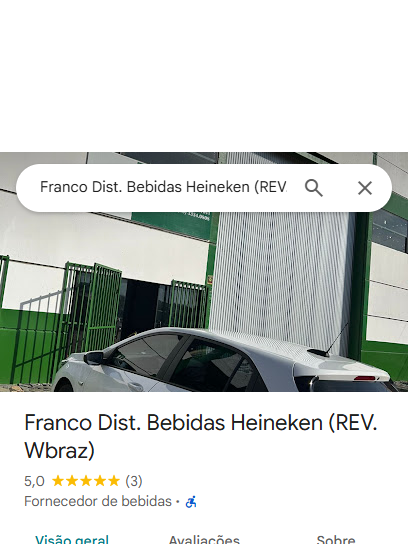 Franco Dist. Bebidas Heineken (REV.
Franco Dist. Bebidas Heineken (REV.
Wbraz)
5,0 ★★★★★ (3)
Fornecedor de bebidas ·
Visão geral
Avaliações
Sobre